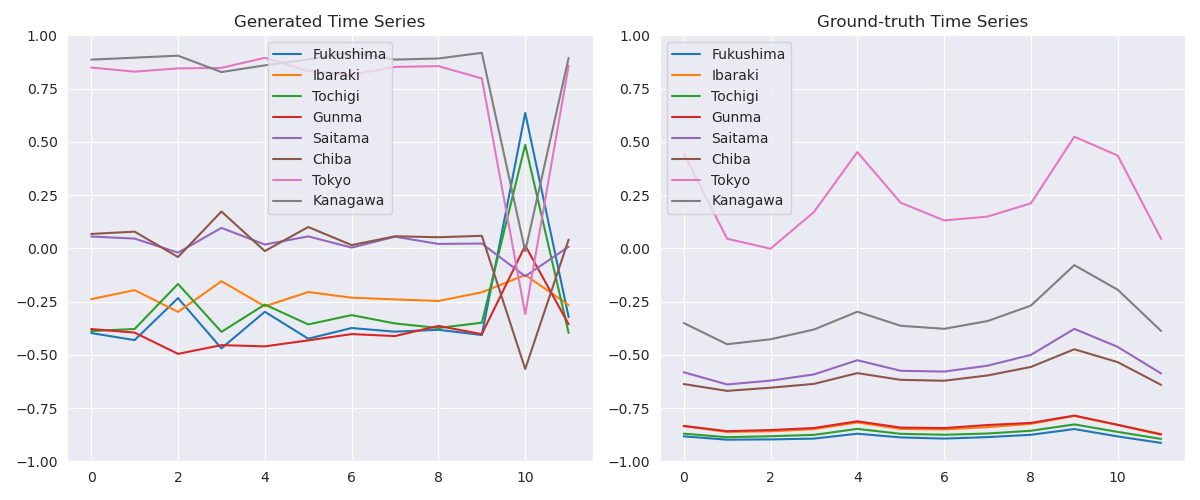 Generated Time Series
1.00
0.75
0.50
0.25
0.00
−0.25
−0.50
−0.75
−1.00
0
2
4
6
8
10
Fukushima
Ibaraki
Tochigi
Gunma
Saitama
Chiba
Tokyo
Kanagawa
Ground-truth Time Series
1.00
0.75
0.50
0.25
0.00
−0.25
−0.50
−0.75
−1.00
0
2
4
6
8
10
Fukushima
Ibaraki
Tochigi
Gunma
Saitama
Chiba
Tokyo
Kanagawa